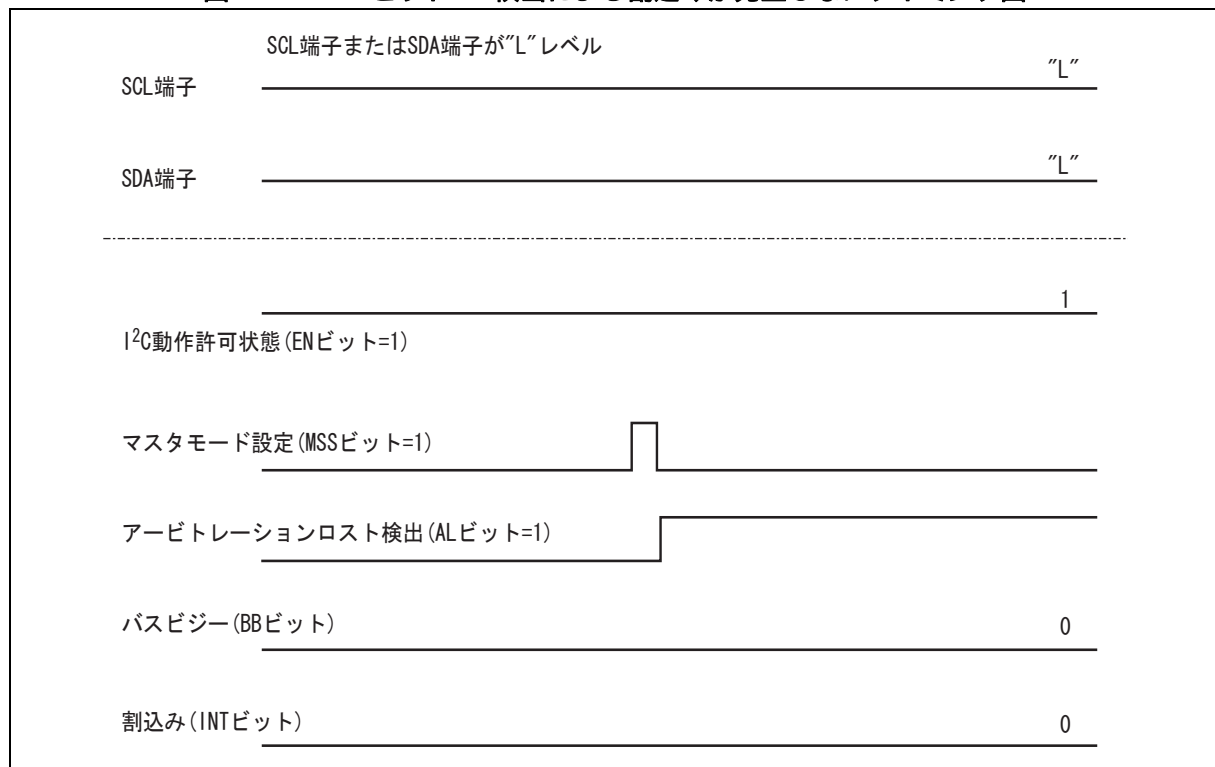 SCL端子またはSDA端子が"L"レベル
"L"
SCL端子
"L"
SDA端子
1
I²C動作許可状態(ENビット=1)
マスタモード設定(MSSビット=1)
アービトレーションロスト検出(ALビット=1)
バスビジー(BBビット)
0
割込み(INTビット)
0